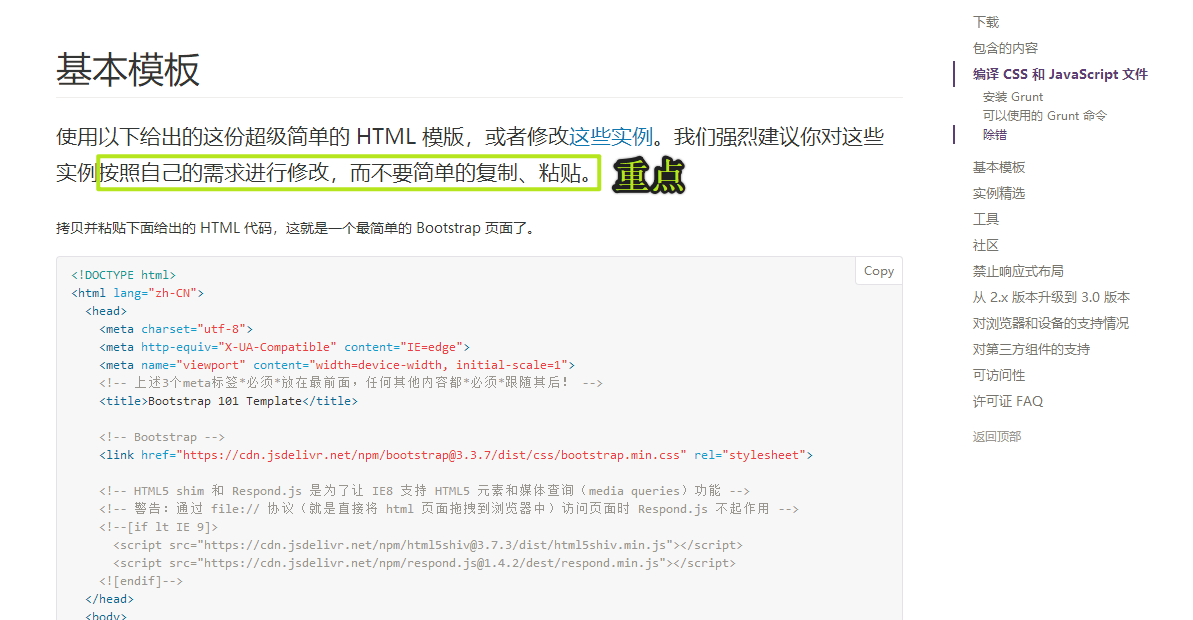 基本模板
使用以下给出的这份超级简单的 HTML 模版，或者修改这些实例。我们强烈建议你对这些
实例按照自己的需求进行修改，而不要简单的复制、粘贴。 重点
拷贝并粘贴下面给出的 HTML 代码，这就是一个最简单的 Bootstrap 页面了。
Copy
<!DOCTYPE html>
<html lang="zh-CN">
  <head>
    <meta charset="utf-8">
    <meta http-equiv="X-UA-Compatible" content="IE=edge">
    <meta name="viewport" content="width=device-width, initial-scale=1">
    <!-- 上述3个meta标签*必须*放在最前面，任何其他内容都*必须*跟随其后！ -->
    <title>Bootstrap 101 Template</title>
    <!-- Bootstrap -->
    <link href="https://cdn.jsdelivr.net/npm/bootstrap@3.3.7/dist/css/bootstrap.min.css" rel="stylesheet">
    <!-- HTML5 shim 和 Respond.js 是为了让 IE8 支持 HTML5 元素和媒体查询（media queries）功能 -->
    <!-- 警告：通过 file:// 协议（就是直接将 html 页面拖拽到浏览器中）访问页面时 Respond.js 不起作用 -->
    <!--[if lt IE 9]>
      <script src="https://cdn.jsdelivr.net/npm/html5shiv@3.7.3/dist/html5shiv.min.js"></script>
      <script src="https://cdn.jsdelivr.net/npm/respond.js@1.4.2/dest/respond.min.js"></script>
    <![endif]-->
  </head>
  <body>
下载
包含的内容
编译 CSS 和 JavaScript 文件
安装 Grunt
可以使用的 Grunt 命令
除错
基本模板
实例精选
工具
社区
禁止响应式布局
从 2.x 版本升级到 3.0 版本
对浏览器和设备的支持情况
对第三方组件的支持
可访问性
许可证 FAQ
返回顶部